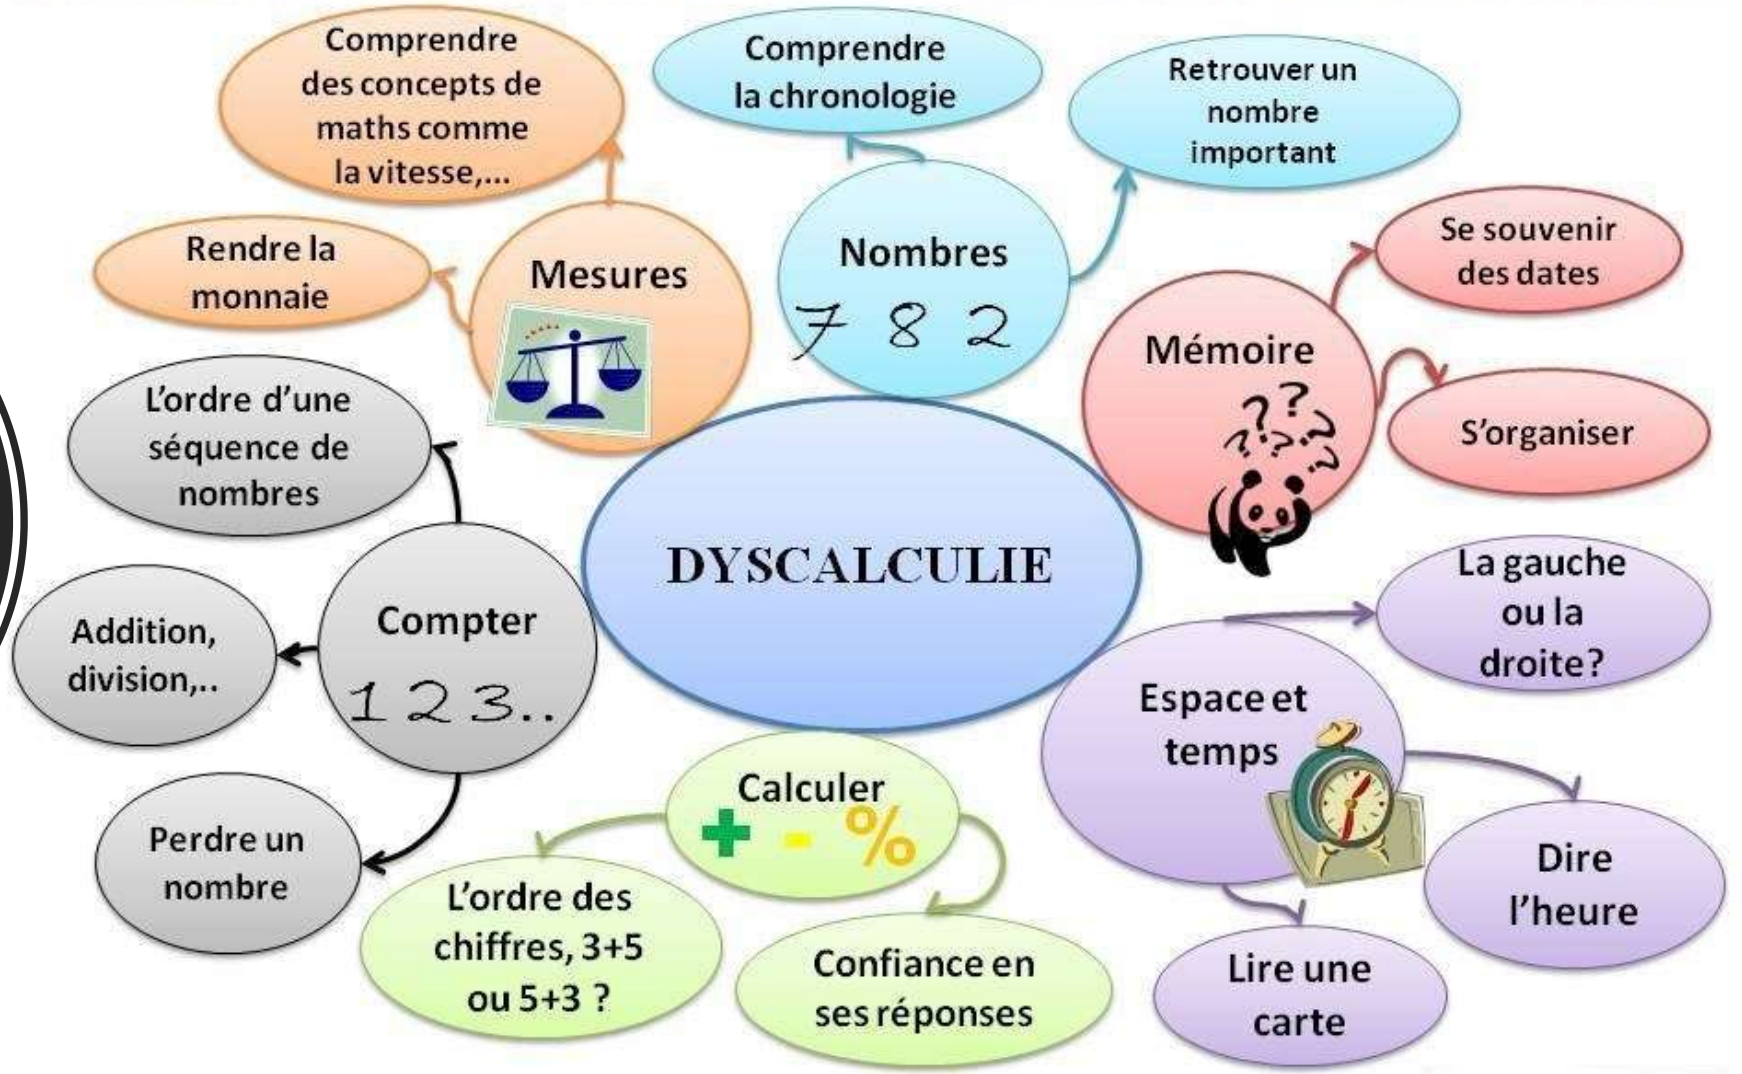 Comprendre
des concepts de
maths comme
la vitesse,...
Comprendre
la chronologie
Retrouver un
nombre
important
Rendre la
monnaie
Mesures
Nombres
7 8 2
Se souvenir
des dates
Mémoire
? ? ? ? ? ?
S'organiser
L'ordre d'une
séquence de
nombres
DYSCALCULIE
Compter
1 2 3..
Addition,
division,..
Perdre un
nombre
La gauche
ou la
droite?
Espace et
temps
Dire
l'heure
Lire une
carte
Calculer
+ - %
L'ordre des
chiffres, 3+5
ou 5+3 ?
Confiance en
ses réponses